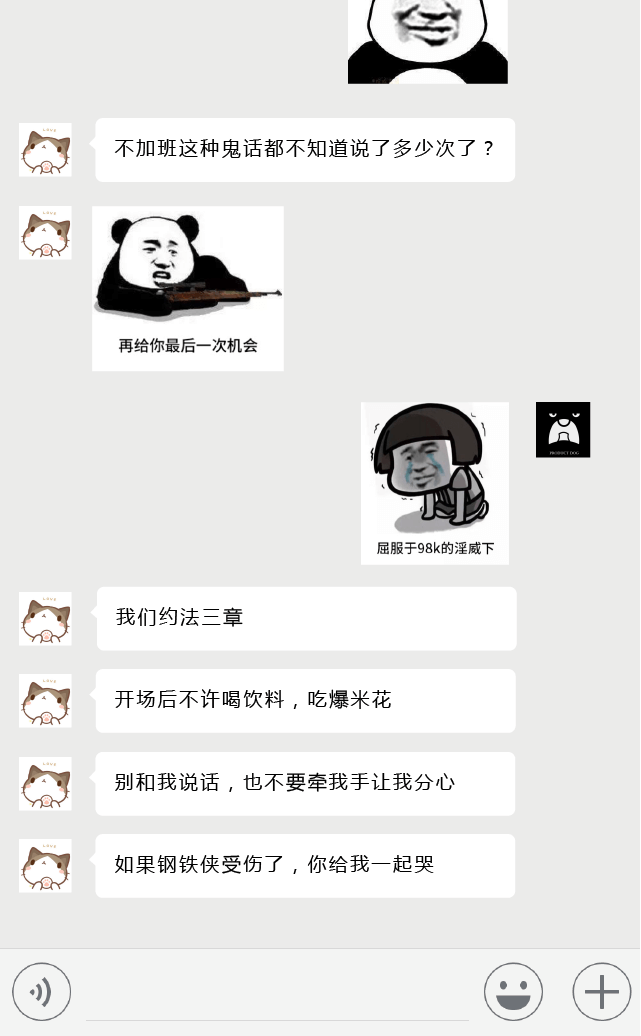 不加班这种鬼话都不知道说了多少次了？
再给你最后一次机会
PRODUCT DOG
屈服于98k的淫威下
我们约法三章
开场后不许喝饮料，吃爆米花
别和我说话，也不要牵我手让我分心
如果钢铁侠受伤了，你给我一起哭